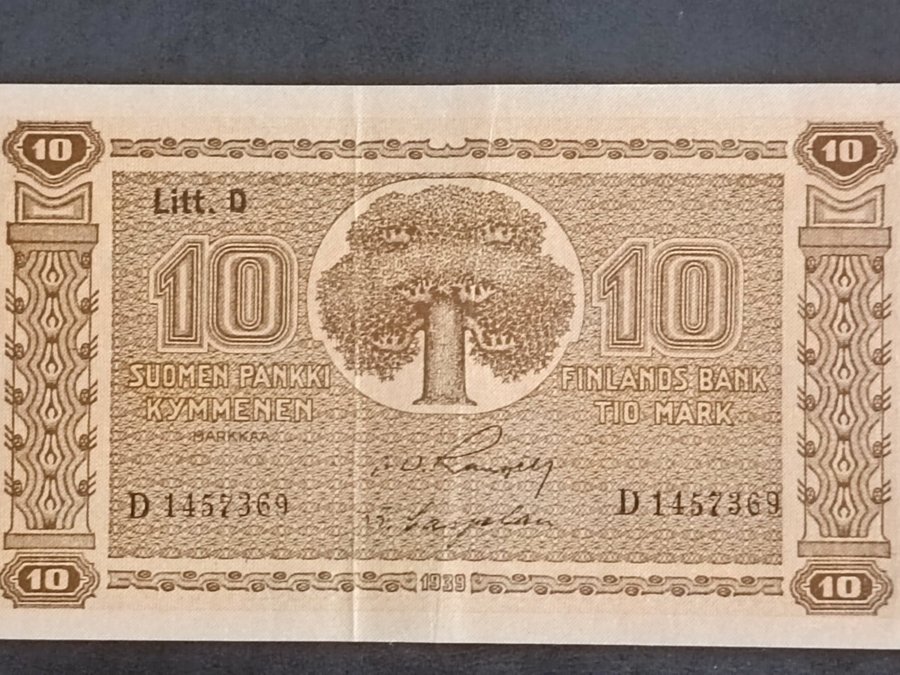 10 10
Litt. D
10 10
SUOMEN PANKKI FINLANDS BANK
KYMMENEN TIO MARK
MARKKAA
D 1457369 D 1457369
10 1939 10